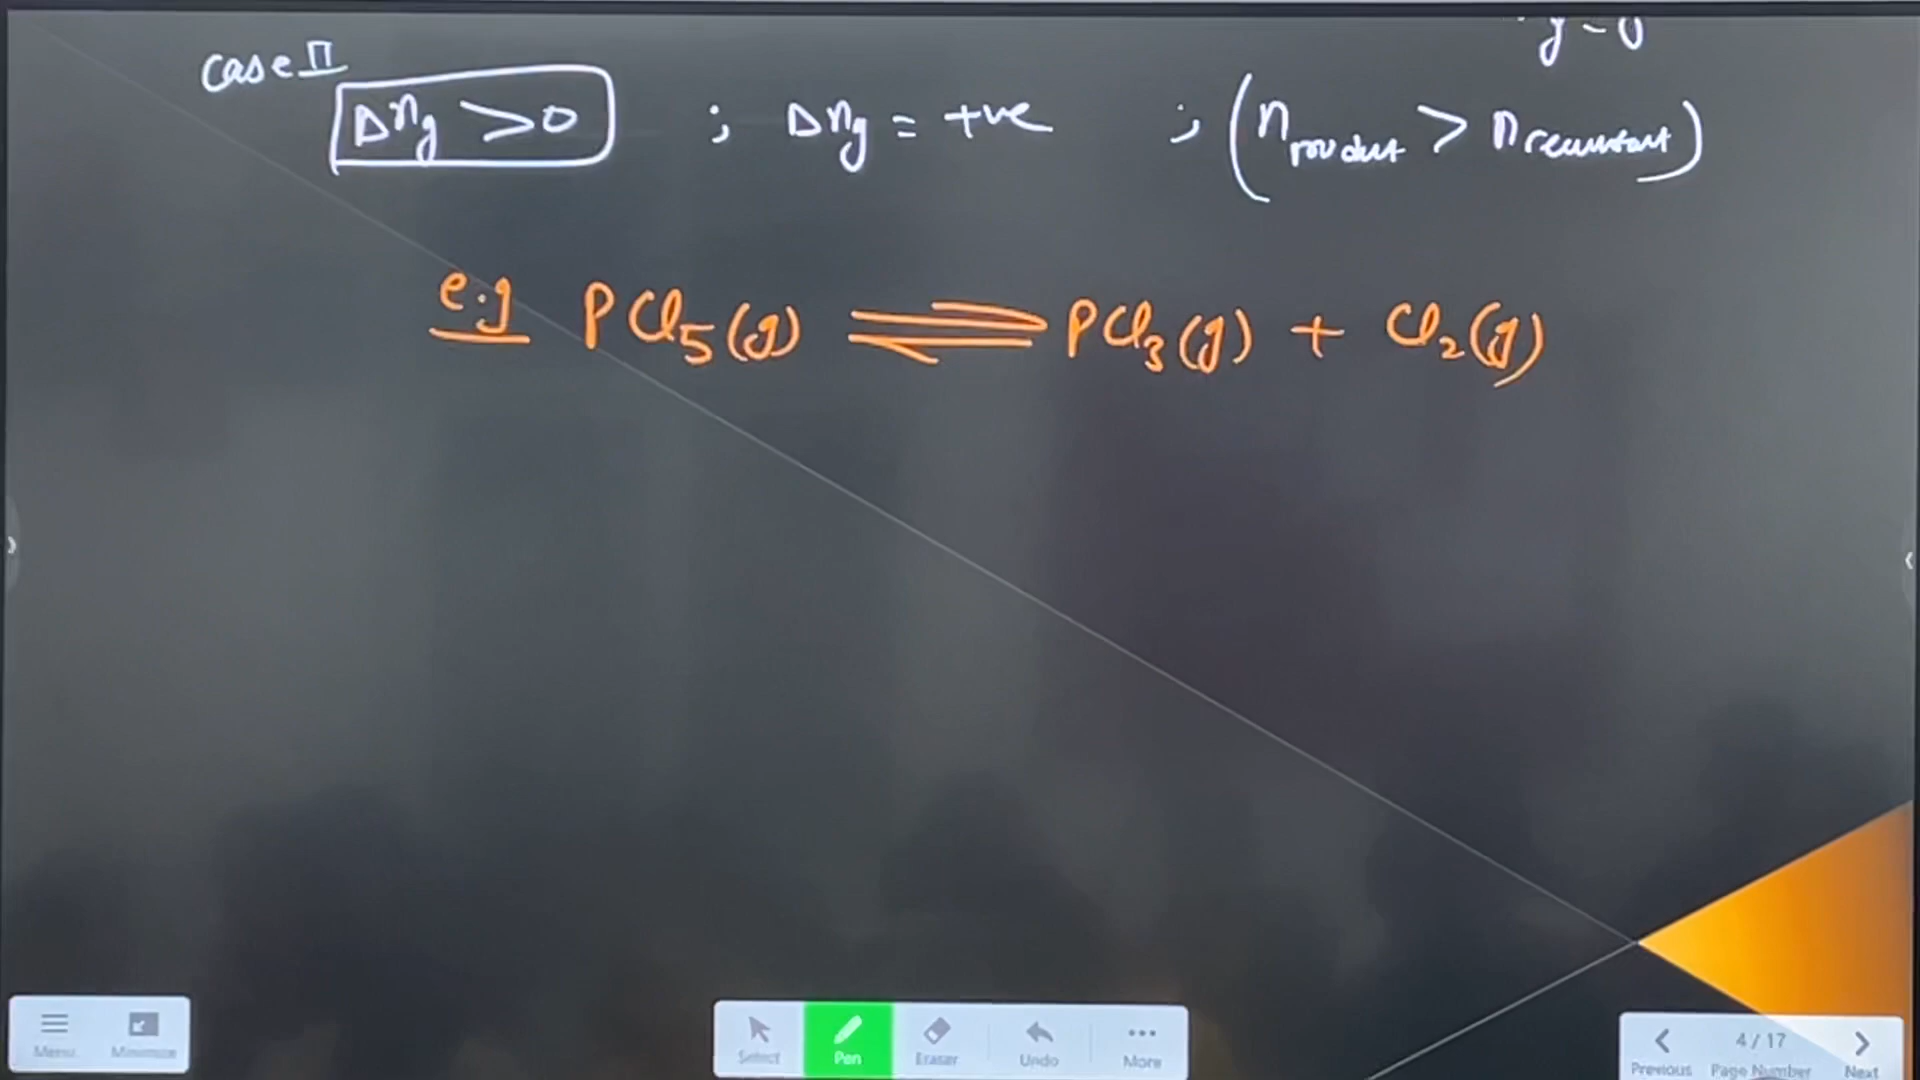 case II
Δng > 0 ; Δng = +ve ; (nproduct > nreactant)
e.g PCl₅(g) ⇌ PCl₃(g) + Cl₂(g)
Menu Minimize Select Pen Eraser Undo More Previous 4 / 17 Page Number Next